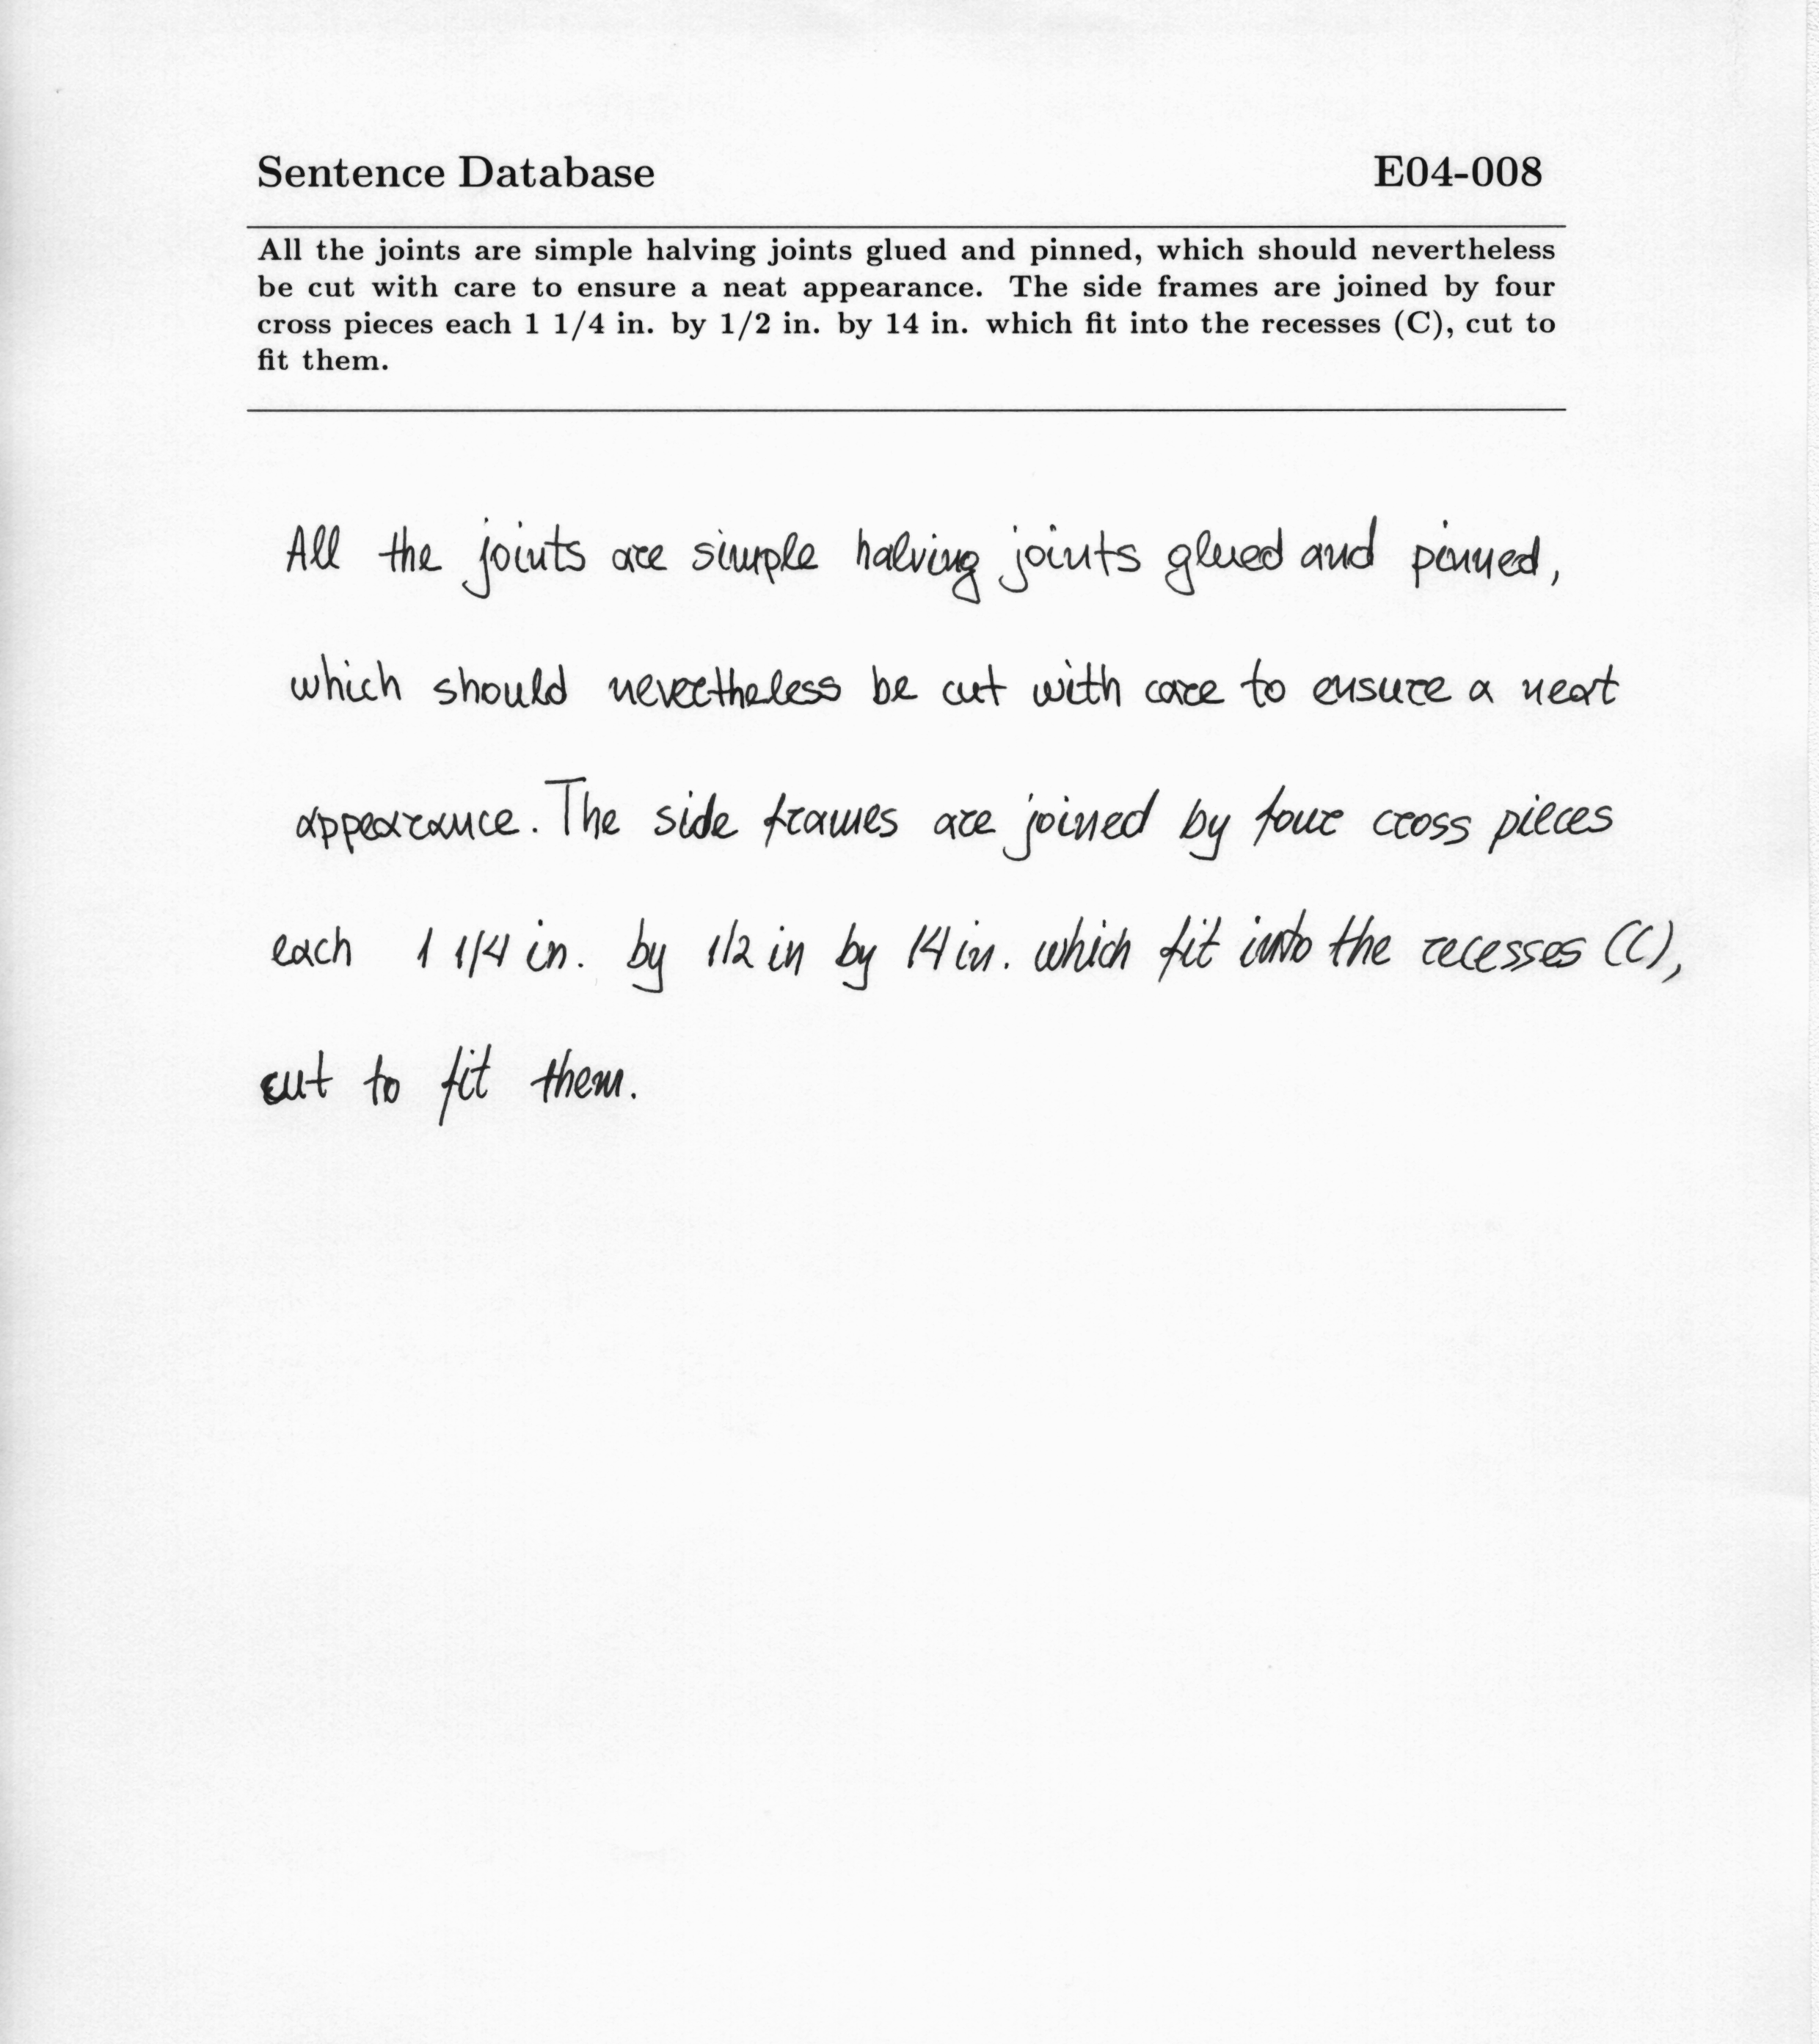 Sentence Database E04-008
All the joints are simple halving joints glued and pinned, which should nevertheless
be cut with care to ensure a neat appearance. The side frames are joined by four
cross pieces each 1 1/4 in. by 1/2 in. by 14 in. which fit into the recesses (C), cut to
fit them.
All the joints are simple halving joints glued and pinned,
which should nevertheless be cut with care to ensure a neat
appearance. The side frames are joined by four cross pieces
each 1 1/4 in. by 1/2 in by 14 in. which fit into the recesses (C),
cut to fit them.